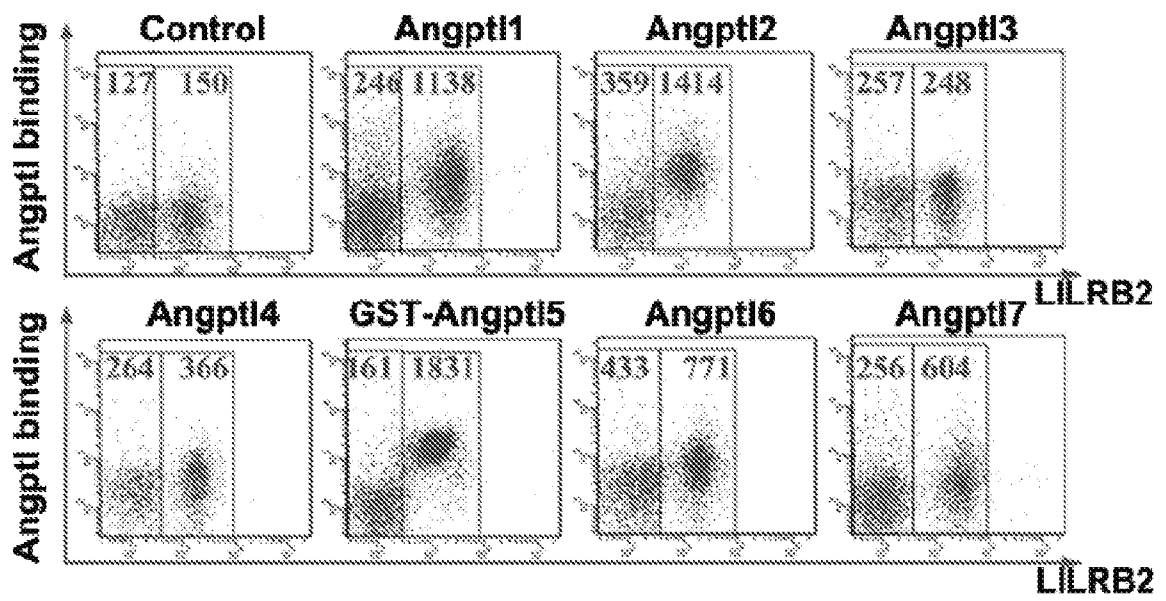 Control Angptl1 Angptl2 Angptl3
Angptl binding
127 150 246 1138 359 1414 257 248
LILRB2
Angptl4 GST-Angptl5 Angptl6 Angptl7
Angptl binding
264 366 161 1831 433 771 256 604
LILRB2